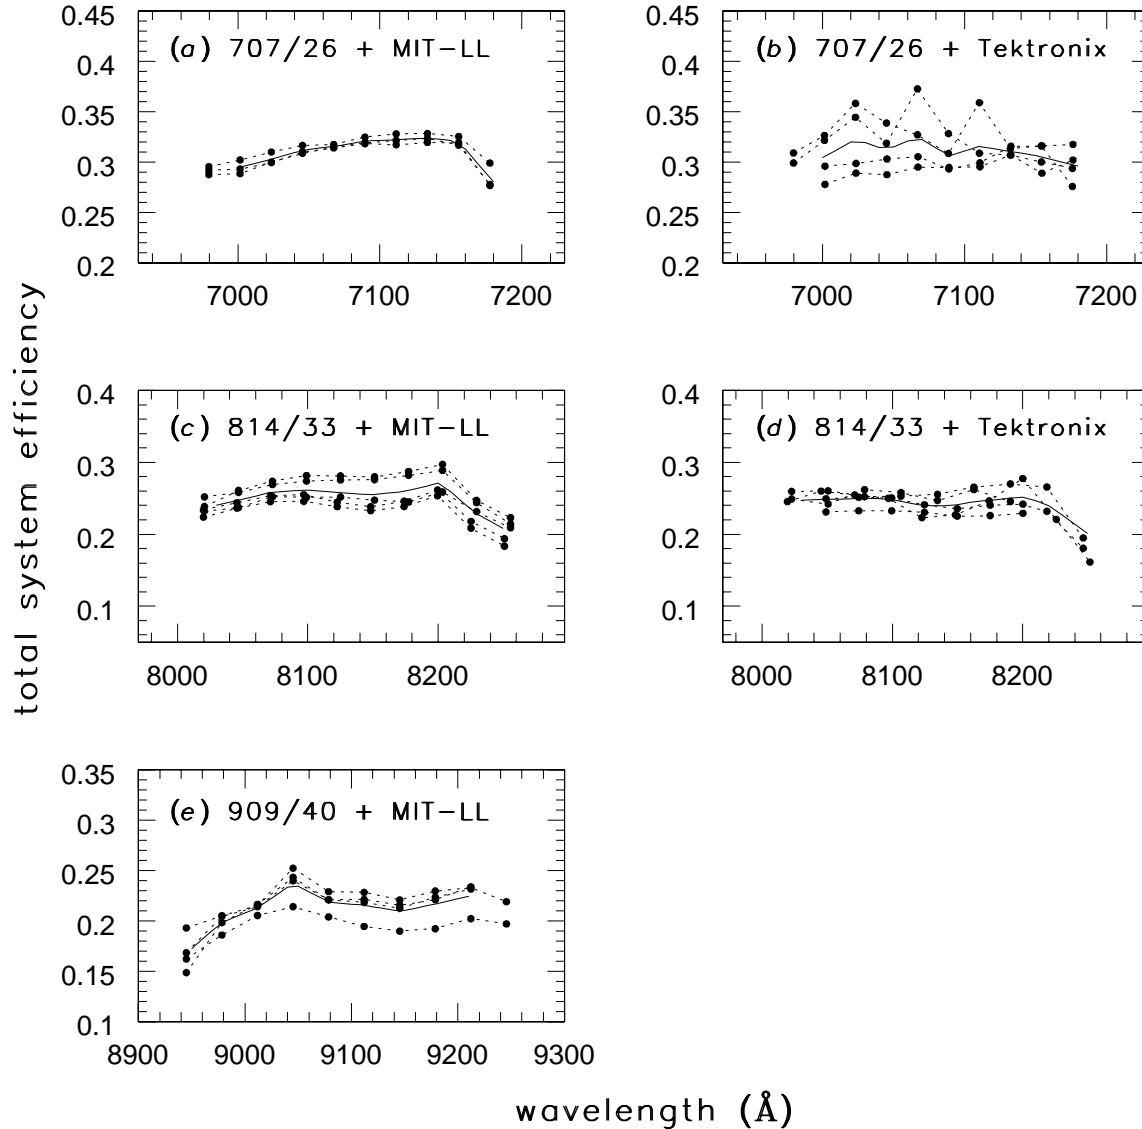 0.45
0.4
0.35
0.3
0.25
0.2
(a) 707/26 + MIT-LL
7000 7100 7200
0.45
0.4
0.35
0.3
0.25
0.2
(b) 707/26 + Tektronix
7000 7100 7200
total system efficiency
0.4
0.3
0.2
0.1
(c) 814/33 + MIT-LL
8000 8100 8200
0.4
0.3
0.2
0.1
(d) 814/33 + Tektronix
8000 8100 8200
0.35
0.3
0.25
0.2
0.15
0.1
(e) 909/40 + MIT-LL
8900 9000 9100 9200 9300
wavelength (Å)